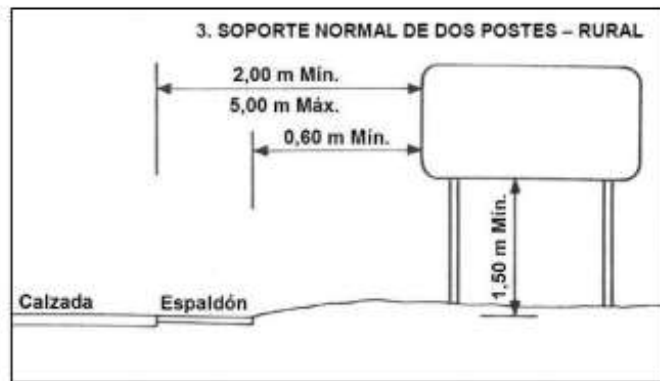 3. SOPORTE NORMAL DE DOS POSTES – RURAL
2,00 m Mín.
5,00 m Máx.
0,60 m Mín.
1,50 m Mín.
Calzada
Espaldón